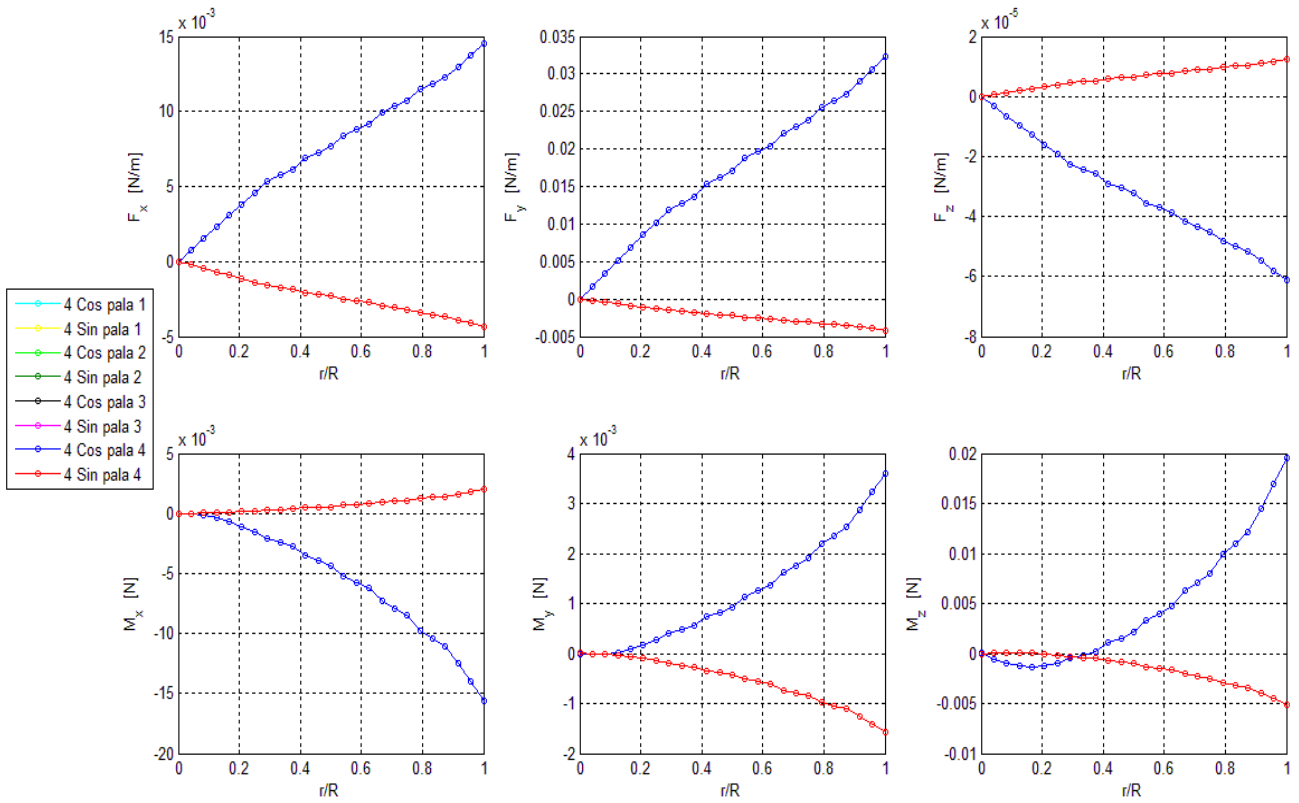 x 10^-3
15
10
5
0
-5
0 0.2 0.4 0.6 0.8 1
r/R
F_x [N/m]
0.035
0.03
0.025
0.02
0.015
0.01
0.005
0
-0.005
0 0.2 0.4 0.6 0.8 1
r/R
F_y [N/m]
x 10^-5
2
0
-2
-4
-6
-8
0 0.2 0.4 0.6 0.8 1
r/R
F_z [N/m]
4 Cos pala 1
4 Sin pala 1
4 Cos pala 2
4 Sin pala 2
4 Cos pala 3
4 Sin pala 3
4 Cos pala 4
4 Sin pala 4
x 10^-3
5
0
-5
-10
-15
-20
0 0.2 0.4 0.6 0.8 1
r/R
M_x [N]
x 10^-3
4
3
2
1
0
-1
-2
0 0.2 0.4 0.6 0.8 1
r/R
M_y [N]
0.02
0.015
0.01
0.005
0
-0.005
-0.01
0 0.2 0.4 0.6 0.8 1
r/R
M_z [N]